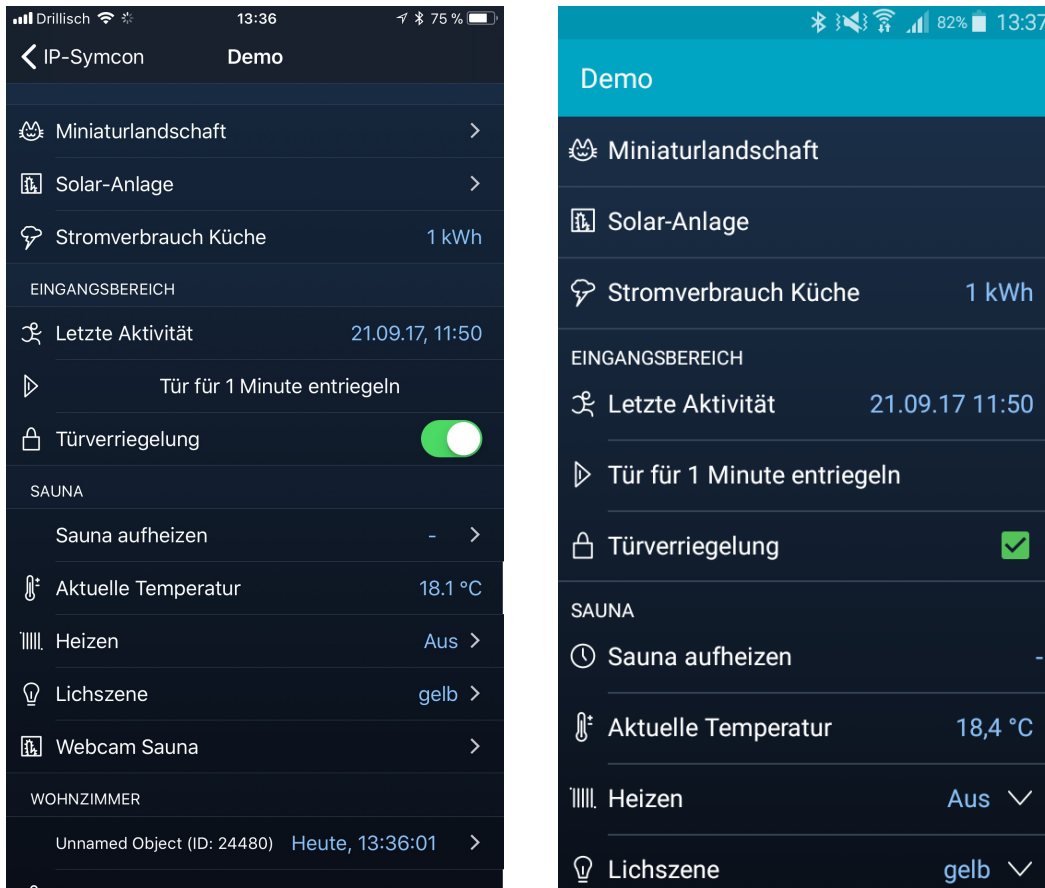 Drillisch 13:36 75 %
IP-Symcon Demo
Miniaturlandschaft
Solar-Anlage
Stromverbrauch Küche 1 kWh
EINGANGSBEREICH
Letzte Aktivität 21.09.17, 11:50
Tür für 1 Minute entriegeln
Türverriegelung
SAUNA
Sauna aufheizen -
Aktuelle Temperatur 18.1 °C
Heizen Aus
Lichszene gelb
Webcam Sauna
WOHNZIMMER
Unnamed Object (ID: 24480) Heute, 13:36:01
82% 13:37
Demo
Miniaturlandschaft
Solar-Anlage
Stromverbrauch Küche 1 kWh
EINGANGSBEREICH
Letzte Aktivität 21.09.17 11:50
Tür für 1 Minute entriegeln
Türverriegelung
SAUNA
Sauna aufheizen -
Aktuelle Temperatur 18,4 °C
Heizen Aus
Lichszene gelb